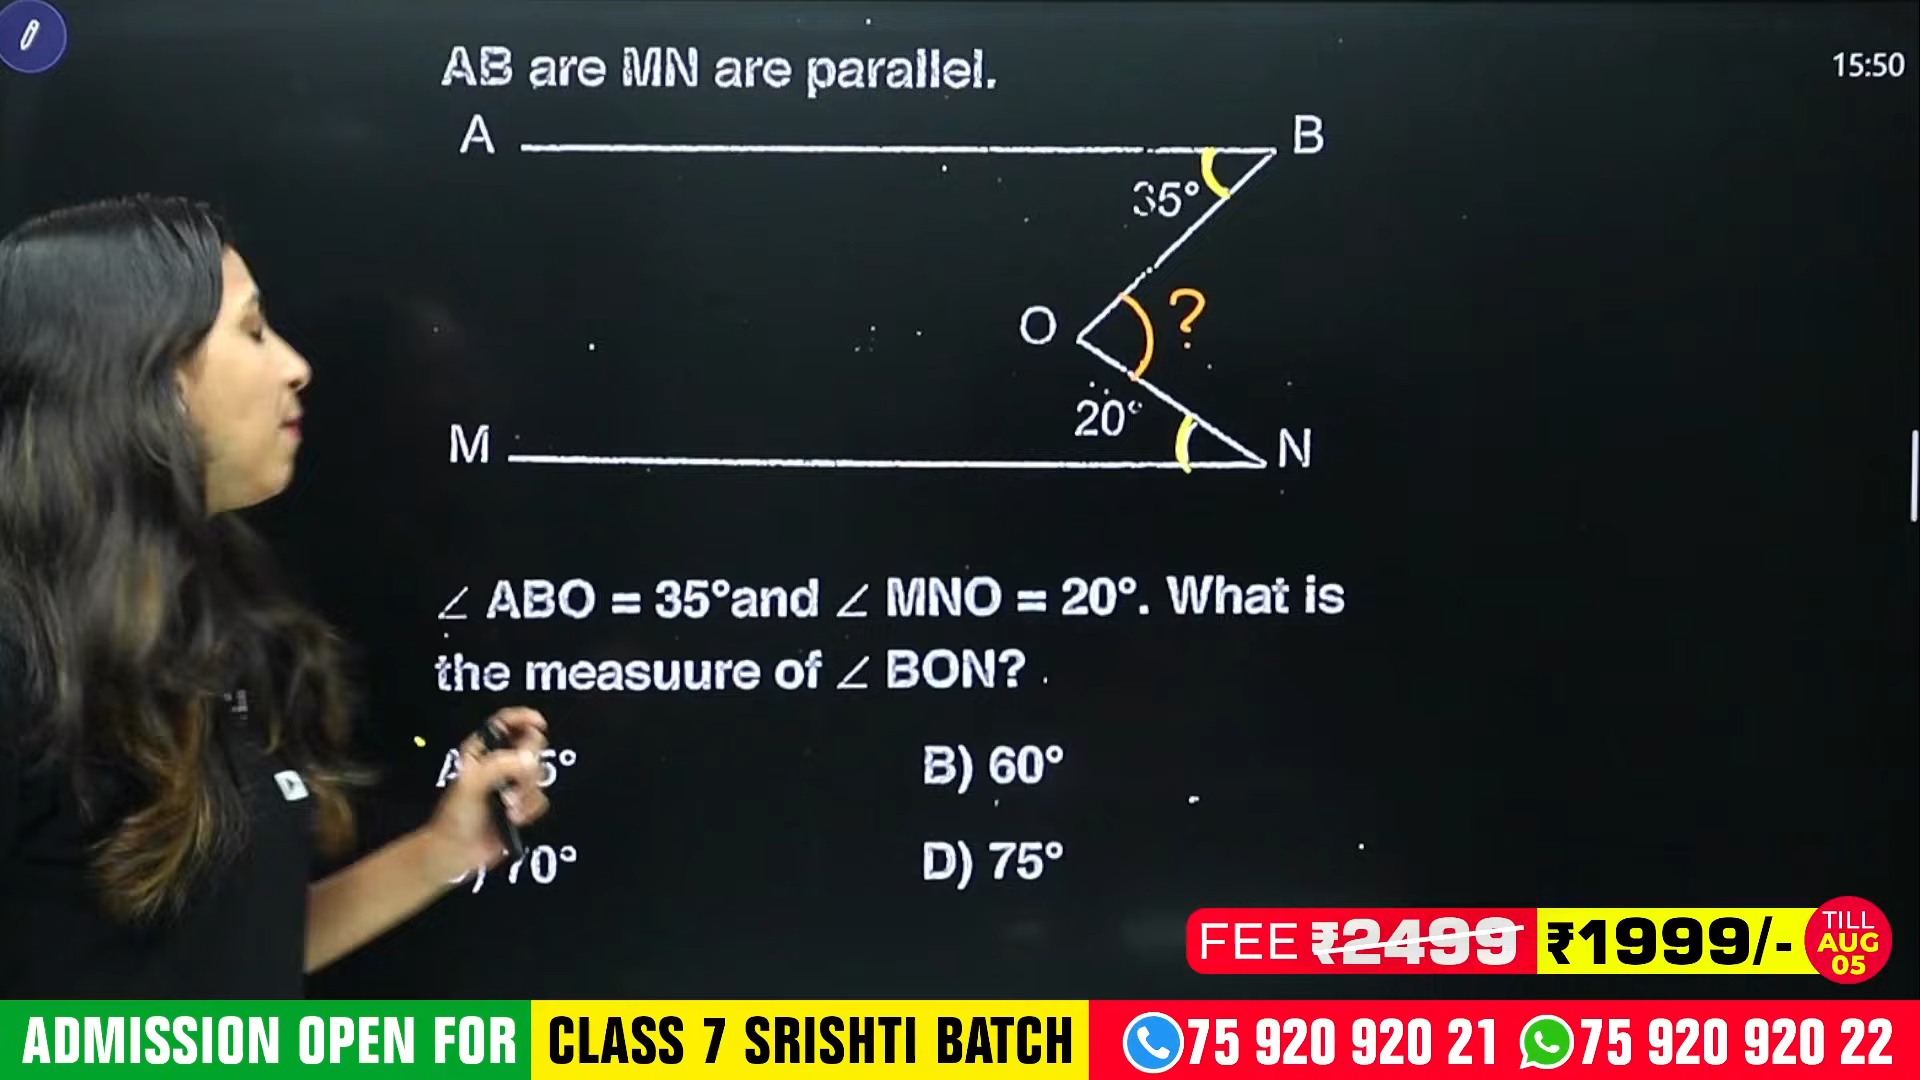 15:50
AB are MN are parallel.
A
B
35°
O
?
20°
M
N
∠ ABO = 35°and ∠ MNO = 20°. What is
the measuure of ∠ BON?
B) 60°
70°
D) 75°
FEE ₹2499 ₹1999/-
TILL
AUG
05
ADMISSION OPEN FOR CLASS 7 SRISHTI BATCH 75 920 920 21 75 920 920 22